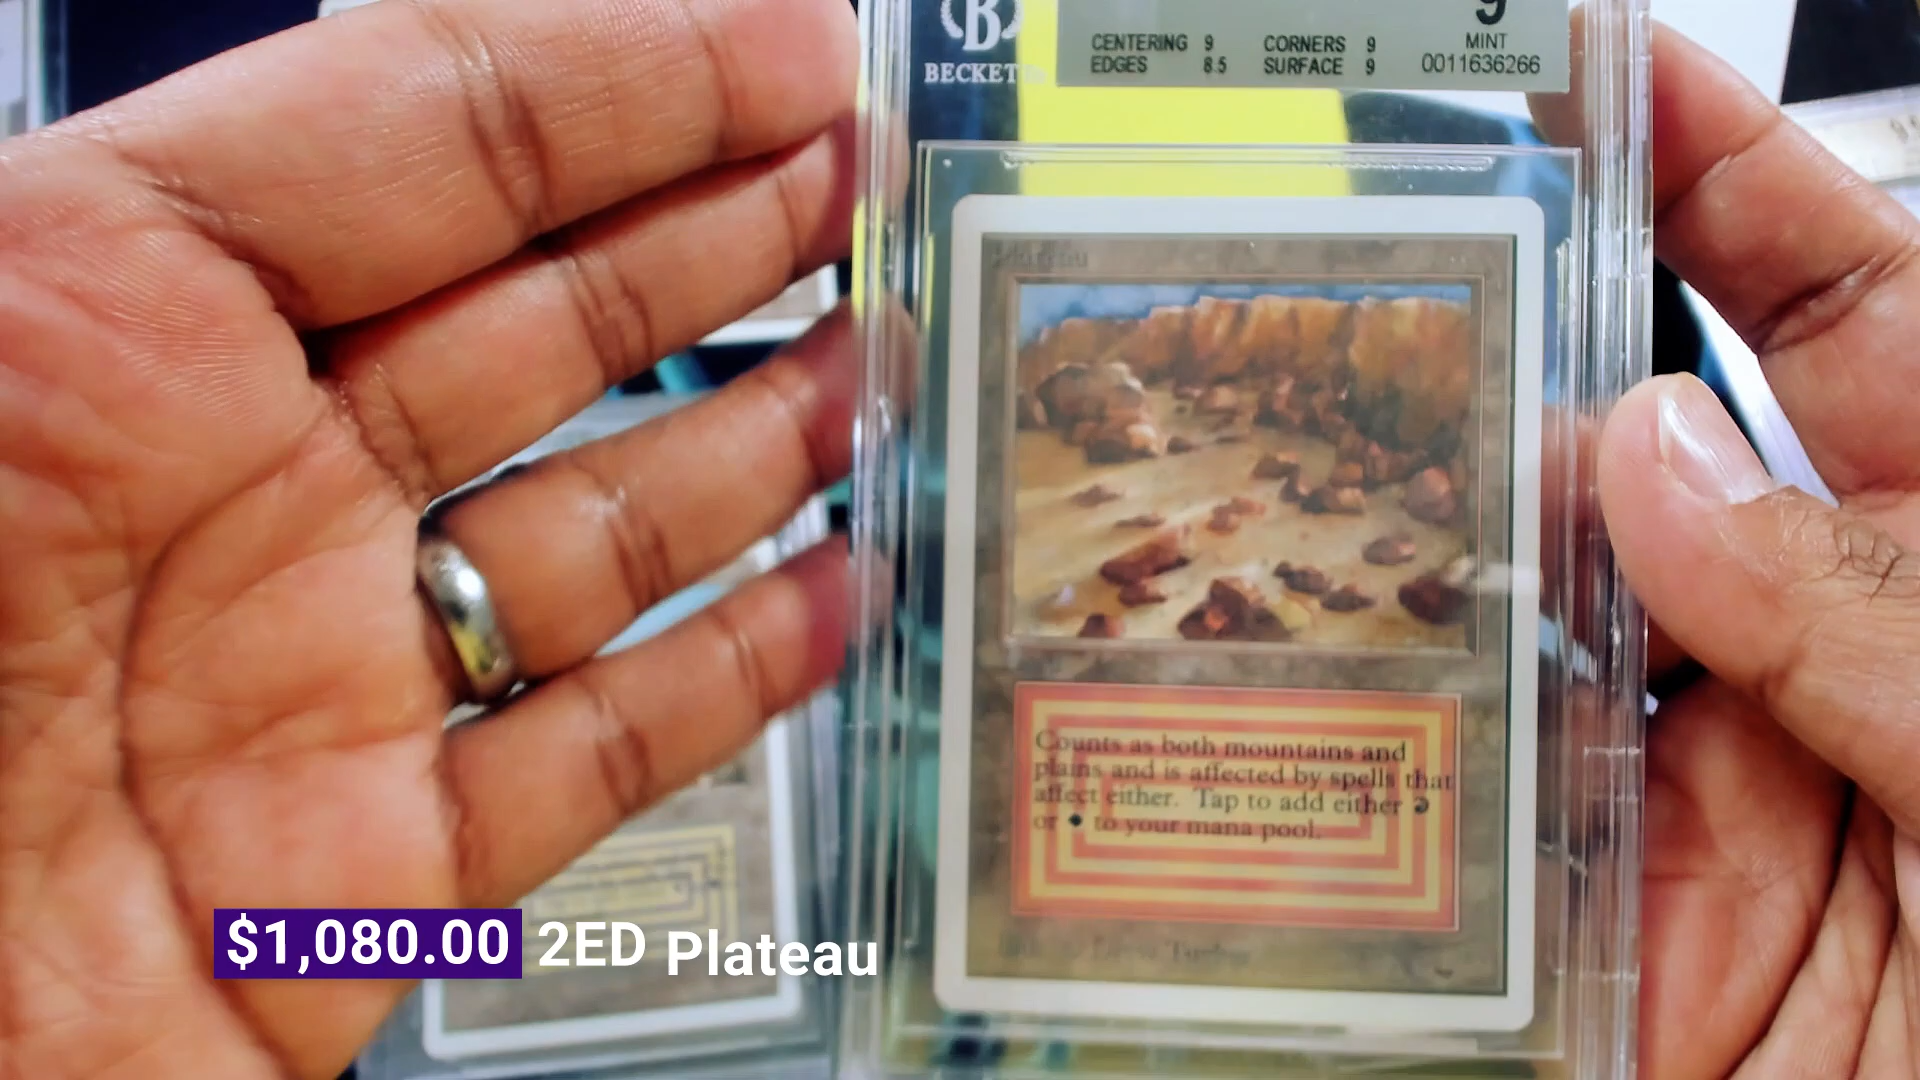 B
BECKETT
9
CENTERING 9 CORNERS 9 MINT
EDGES 8.5 SURFACE 9 0011636266
Plateau
Counts as both mountains and
plains and is affected by spells that
affect either. Tap to add either
or to your mana pool.
$1,080.00 2ED Plateau